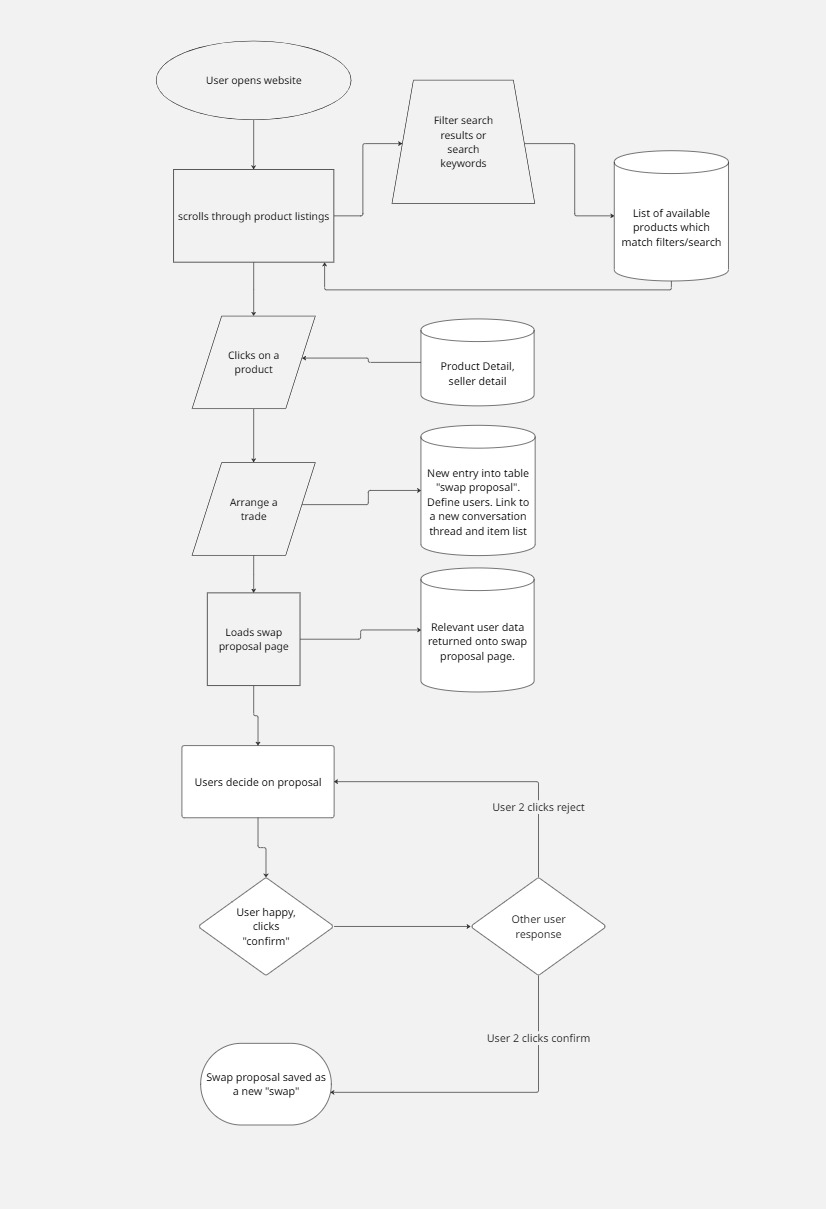 User opens website
Filter search
results or
search
keywords
scrolls through product listings
List of available
products which
match filters/search
Clicks on a
product
Product Detail,
seller detail
New entry into table
"swap proposal".
Define users. Link to
a new conversation
thread and item list
Arrange a
trade
Loads swap
proposal page
Relevant user data
returned onto swap
proposal page.
Users decide on proposal
User 2 clicks reject
User happy,
clicks
"confirm"
Other user
response
User 2 clicks confirm
Swap proposal saved as
a new "swap"